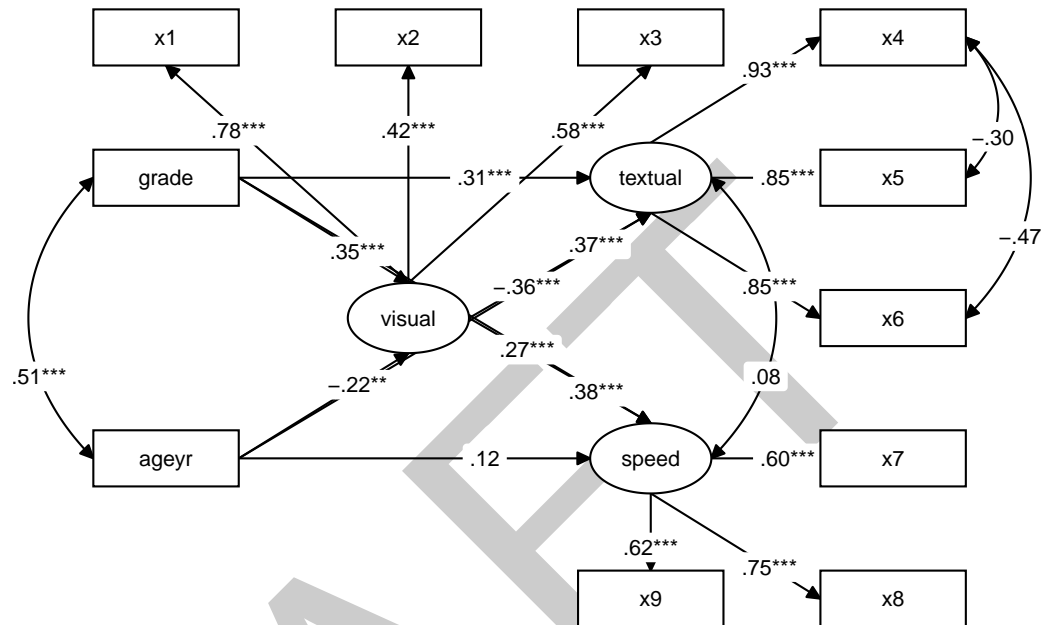 x1
x2
x3
x4
.93***
.78***
.42***
.58***
−.30
grade
.31***
textual
.85***
x5
.35***
.37***
−.47
−.36***
.85***
visual
x6
.27***
.51***
−.22**
.38***
.08
ageyr
.12
speed
.60***
x7
.62***
.75***
x9
x8